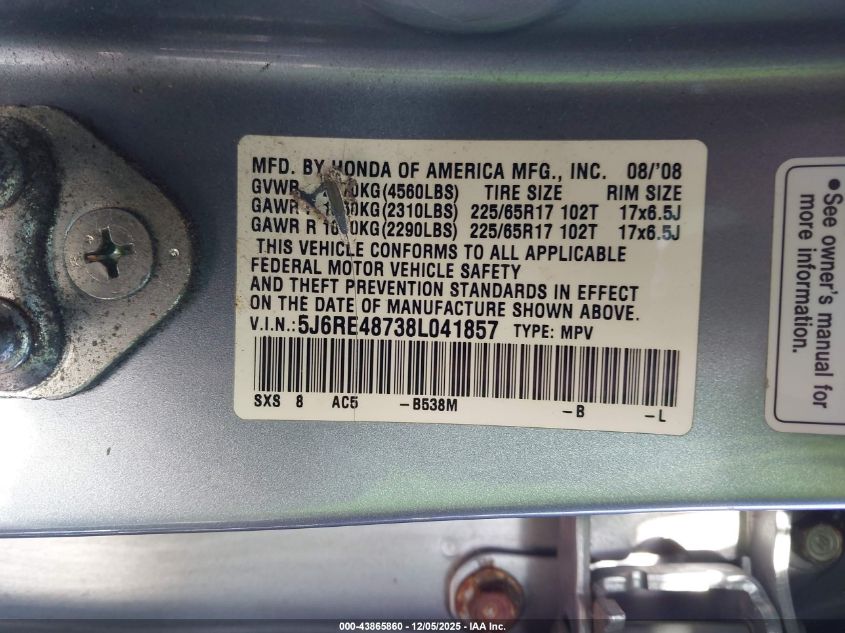 MFD. BY HONDA OF AMERICA MFG., INC. 08/'08
GVWR KG(4560LBS) TIRE SIZE RIM SIZE
GAWR KG(2310LBS) 225/65R17 102T 17x6.5J
GAWR R KG(2290LBS) 225/65R17 102T 17x6.5J
THIS VEHICLE CONFORMS TO ALL APPLICABLE
FEDERAL MOTOR VEHICLE SAFETY
AND THEFT PREVENTION STANDARDS IN EFFECT
ON THE DATE OF MANUFACTURE SHOWN ABOVE.
V.I.N.: 5J6RE48738L041857 TYPE: MPV
SXS 8 AC5 -B538M -B -L
•See owner's manual for
more information.
000-43865860 - 12/05/2025 - IAA Inc.